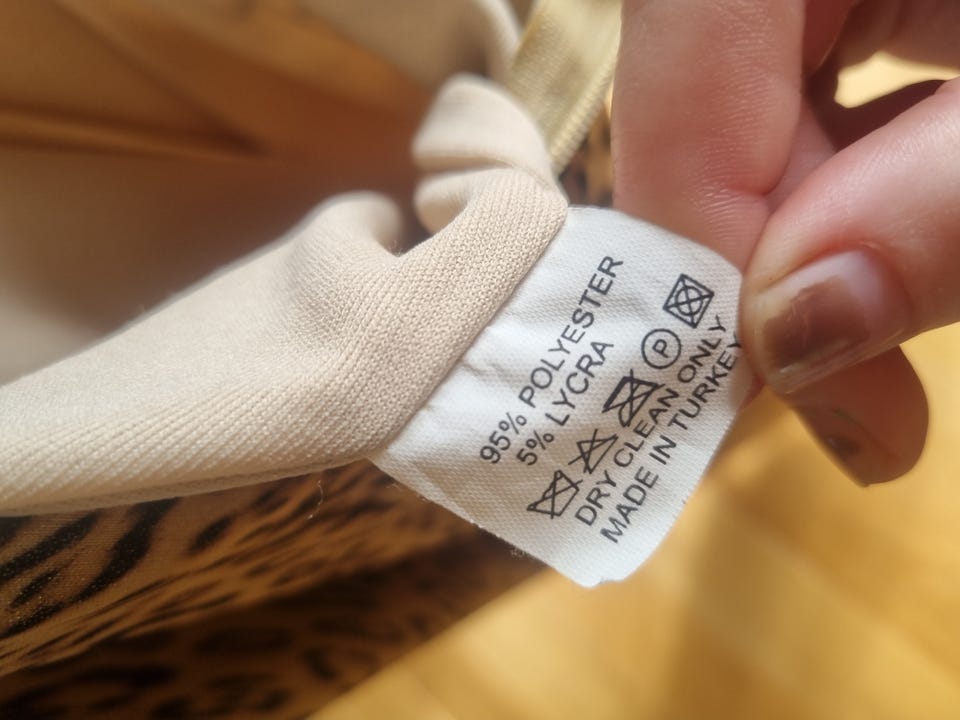 95% POLYESTER
5% LYCRA
P
DRY CLEAN ONLY
MADE IN TURKEY